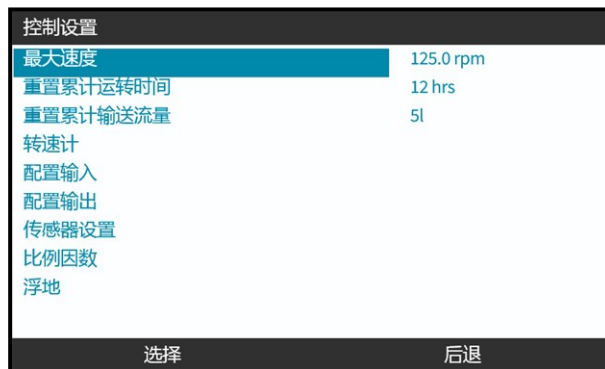 控制设置
最大速度 125.0 rpm
重置累计运转时间 12 hrs
重置累计输送流量 5l
转速计
配置输入
配置输出
传感器设置
比例因数
浮地
选择 后退